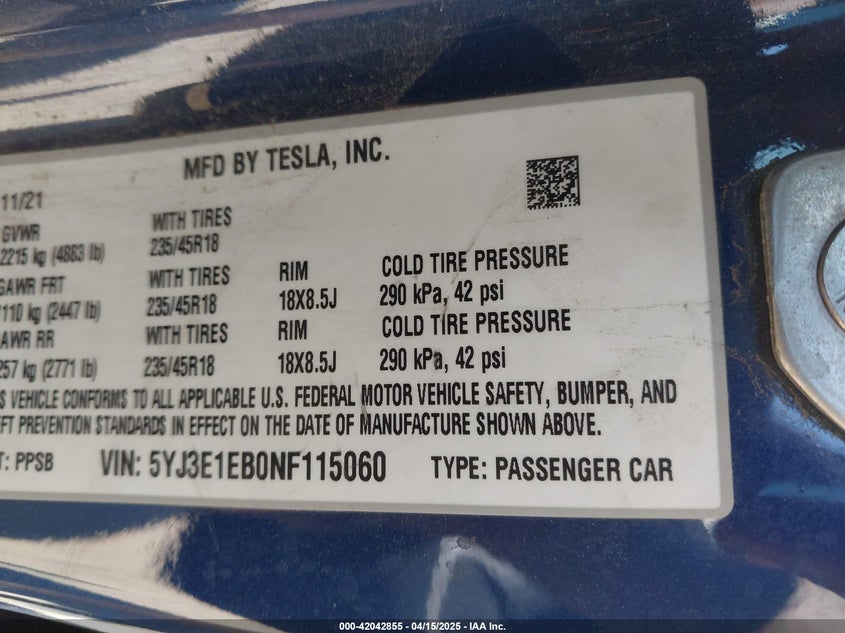 MFD BY TESLA, INC.
11/21
GVWR WITH TIRES
2215 kg (4883 lb) 235/45R18
GAWR FRT WITH TIRES RIM COLD TIRE PRESSURE
1110 kg (2447 lb) 235/45R18 18X8.5J 290 kPa, 42 psi
AWR RR WITH TIRES RIM COLD TIRE PRESSURE
257 kg (2771 lb) 235/45R18 18X8.5J 290 kPa, 42 psi
S VEHICLE CONFORMS TO ALL APPLICABLE U.S. FEDERAL MOTOR VEHICLE SAFETY, BUMPER, AND
EFT PREVENTION STANDARDS IN EFFECT ON THE DATE OF MANUFACTURE SHOWN ABOVE.
T: PPSB VIN: 5YJ3E1EB0NF115060 TYPE: PASSENGER CAR
000-42042855 - 04/15/2025 - IAA Inc.